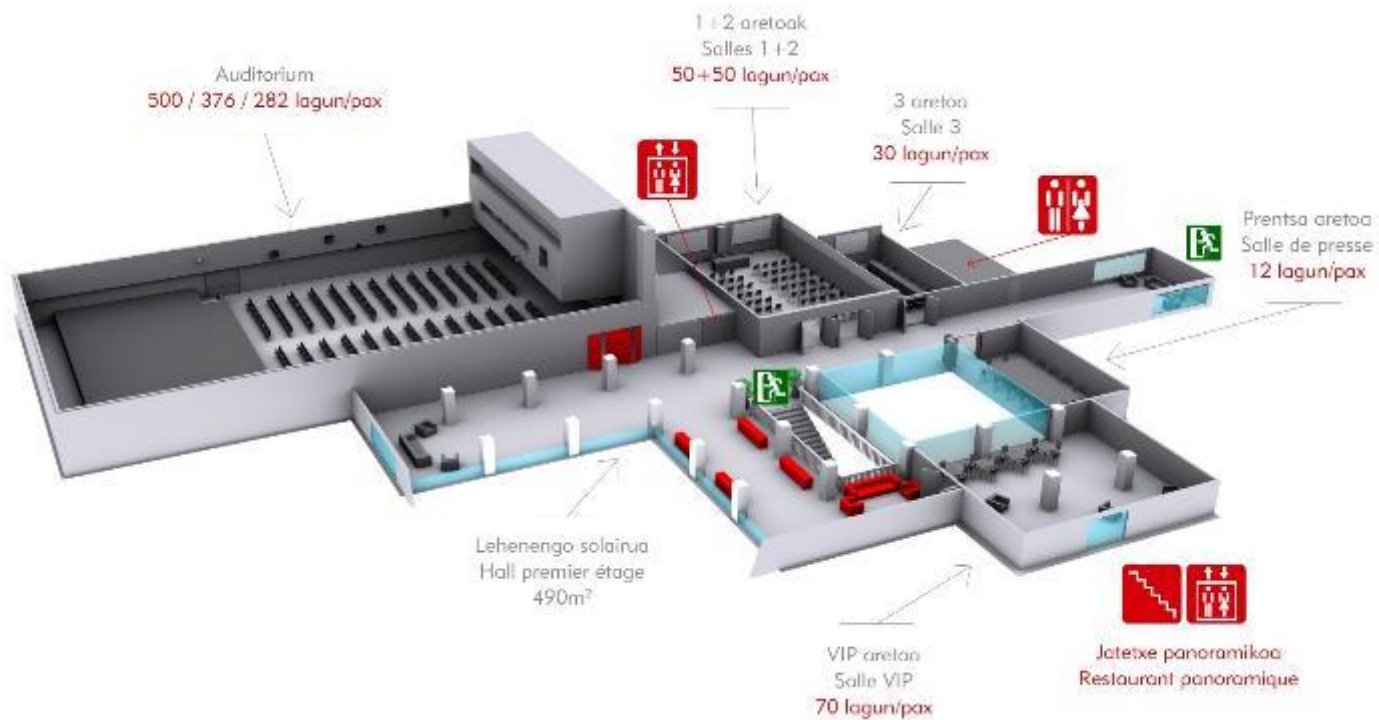 1+2 aretoak
Salles 1+2
50+50 lagun/pax
Auditorium
500 / 376 / 282 lagun/pax
3 aretoa
Salle 3
30 lagun/pax
Prentsa aretoa
Salle de presse
12 lagun/pax
Lehenengo solairua
Hall premier étage
490m²
VIP aretoa
Salle VIP
70 lagun/pax
Jatetxe panoramikoa
Restaurant panoramique